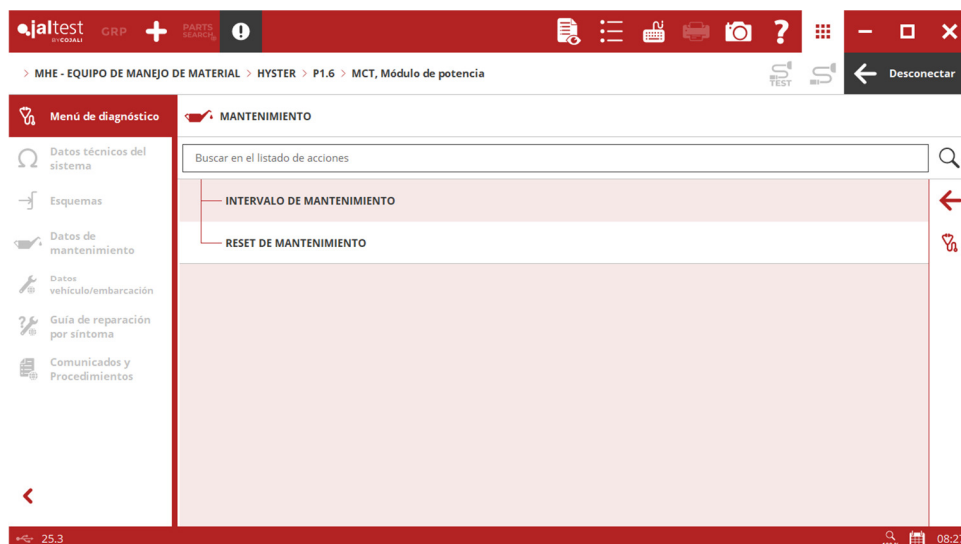 jaltest GRP PARTS SEARCH
BY COJALI
> MHE - EQUIPO DE MANEJO DE MATERIAL > HYSTER > P1.6 > MCT, Módulo de potencia
TEST
Desconectar
Menú de diagnóstico
Datos técnicos del
sistema
Esquemas
Datos de
mantenimiento
Datos
vehículo/embarcación
Guía de reparación
por síntoma
Comunicados y
Procedimientos
MANTENIMIENTO
Buscar en el listado de acciones
INTERVALO DE MANTENIMIENTO
RESET DE MANTENIMIENTO
25.3
08:27